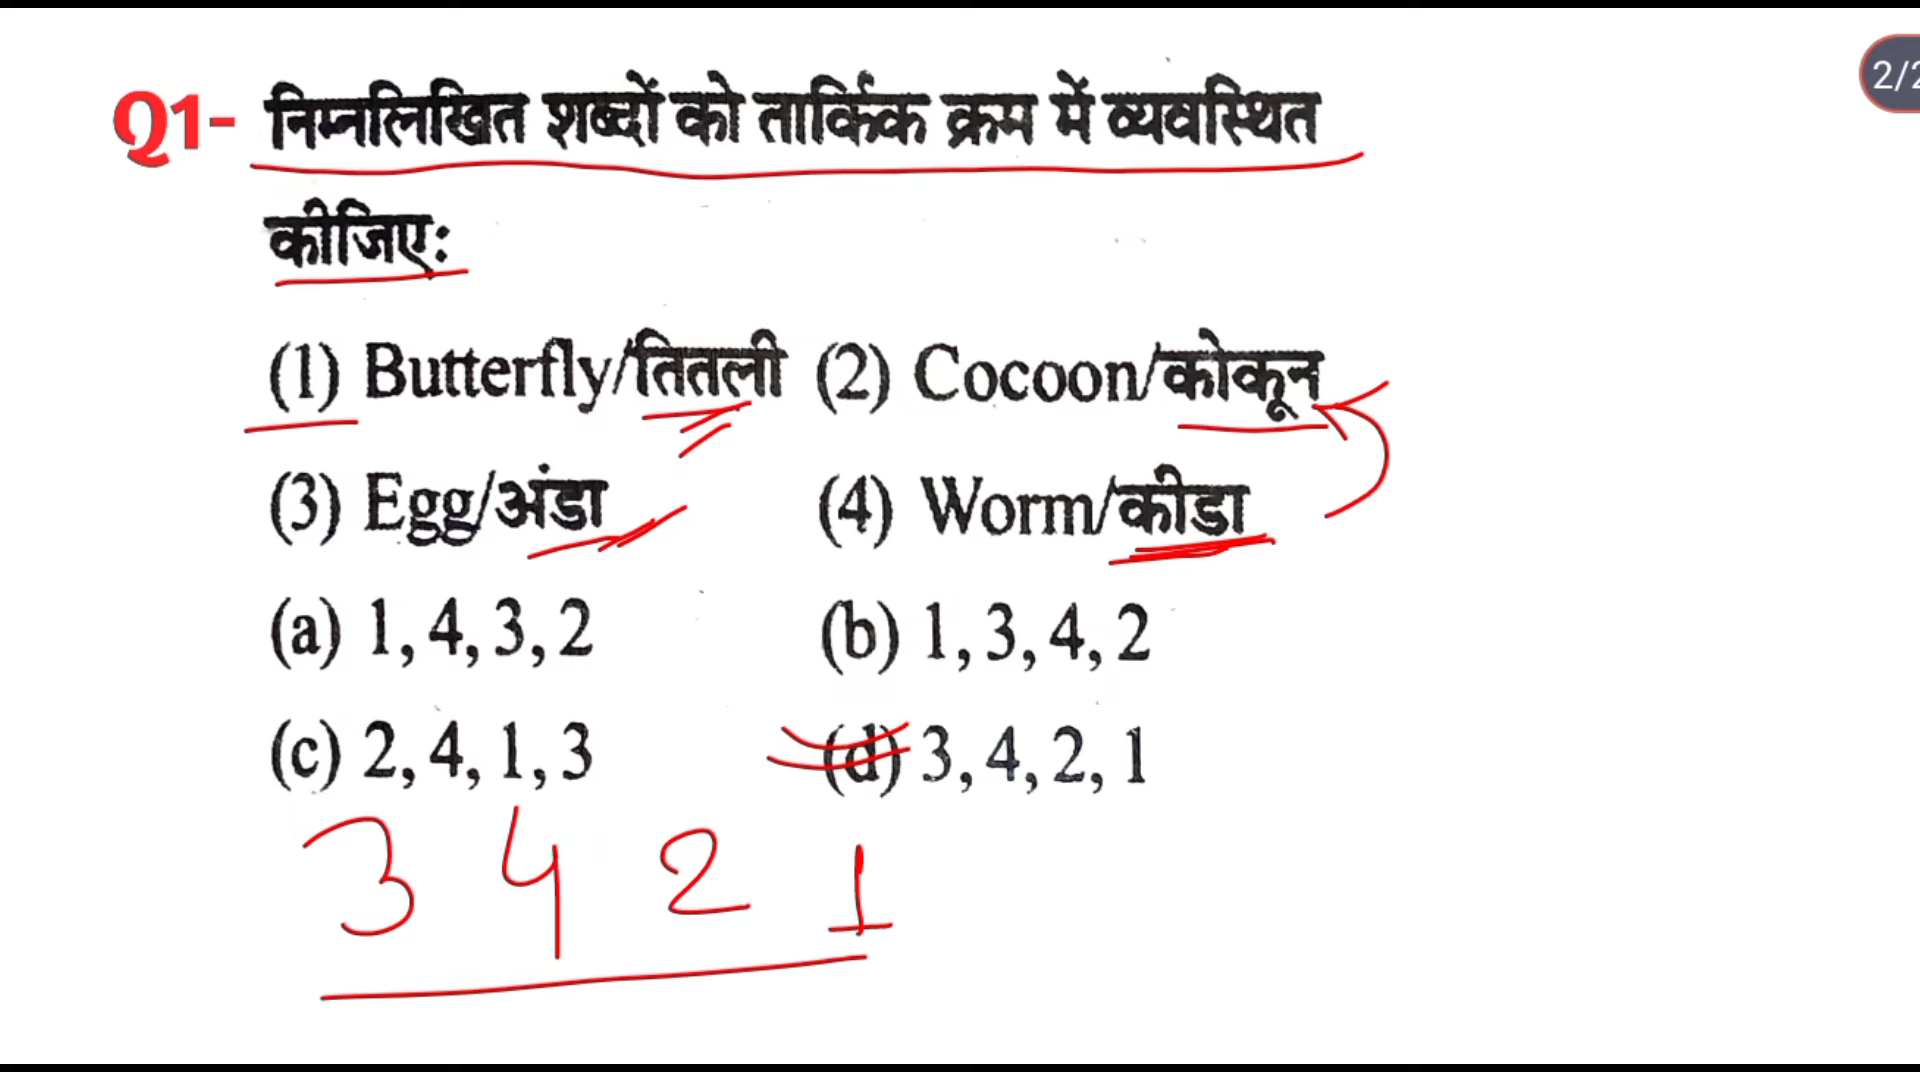 2/2
Q1- निम्नलिखित शब्दों को तार्किक क्रम में व्यवस्थित
कीजिए:
(1) Butterfly/तितली (2) Cocoon/कोकून
(3) Egg/अंडा (4) Worm/कीडा
(a) 1, 4, 3, 2 (b) 1, 3, 4, 2
(c) 2, 4, 1, 3 (d) 3, 4, 2, 1
3 4 2 1